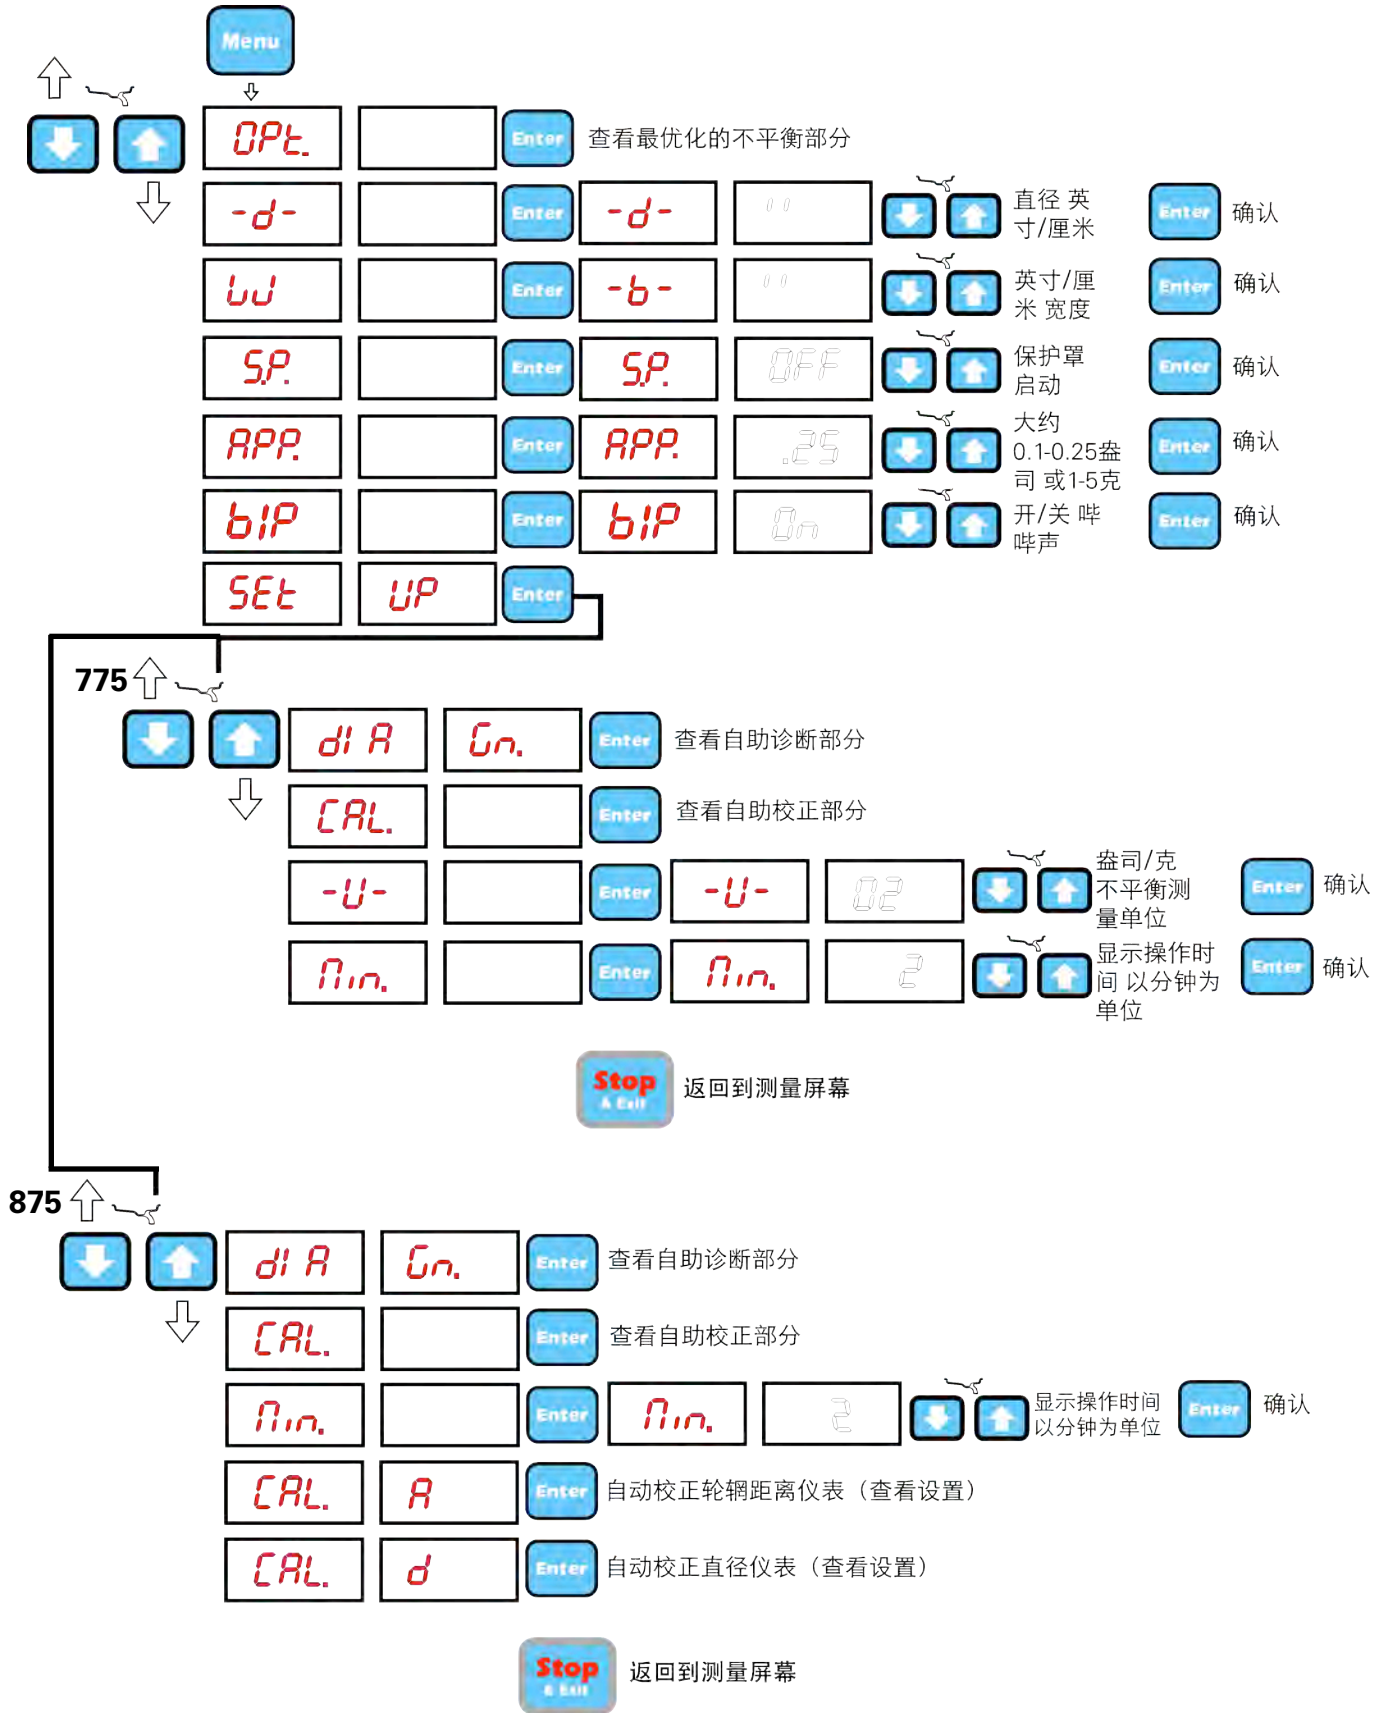 Menu
OPt. Enter 查看最优化的不平衡部分
-d- Enter -d- " 直径 英
寸/厘米 Enter 确认
W Enter -b- " 英寸/厘
米 宽度 Enter 确认
S.P. Enter S.P. OFF 保护罩
启动 Enter 确认
APP. Enter APP. .25 大约
0.1-0.25盎
司 或1-5克 Enter 确认
bIP Enter bIP On 开/关 哔
哔声 Enter 确认
SEt UP Enter
775
dIA Gn. Enter 查看自助诊断部分
CAL. Enter 查看自助校正部分
-U- Enter -U- 02 盎司/克
不平衡测
量单位 Enter 确认
Min. Enter Min. 2 显示操作时
间 以分钟为
单位 Enter 确认
Stop
& Exit 返回到测量屏幕
875
dIA Gn. Enter 查看自助诊断部分
CAL. Enter 查看自助校正部分
Min. Enter Min. 2 显示操作时间
以分钟为单位 Enter 确认
CAL. A Enter 自动校正轮辋距离仪表（查看设置）
CAL. d Enter 自动校正直径仪表（查看设置）
Stop
& Exit 返回到测量屏幕